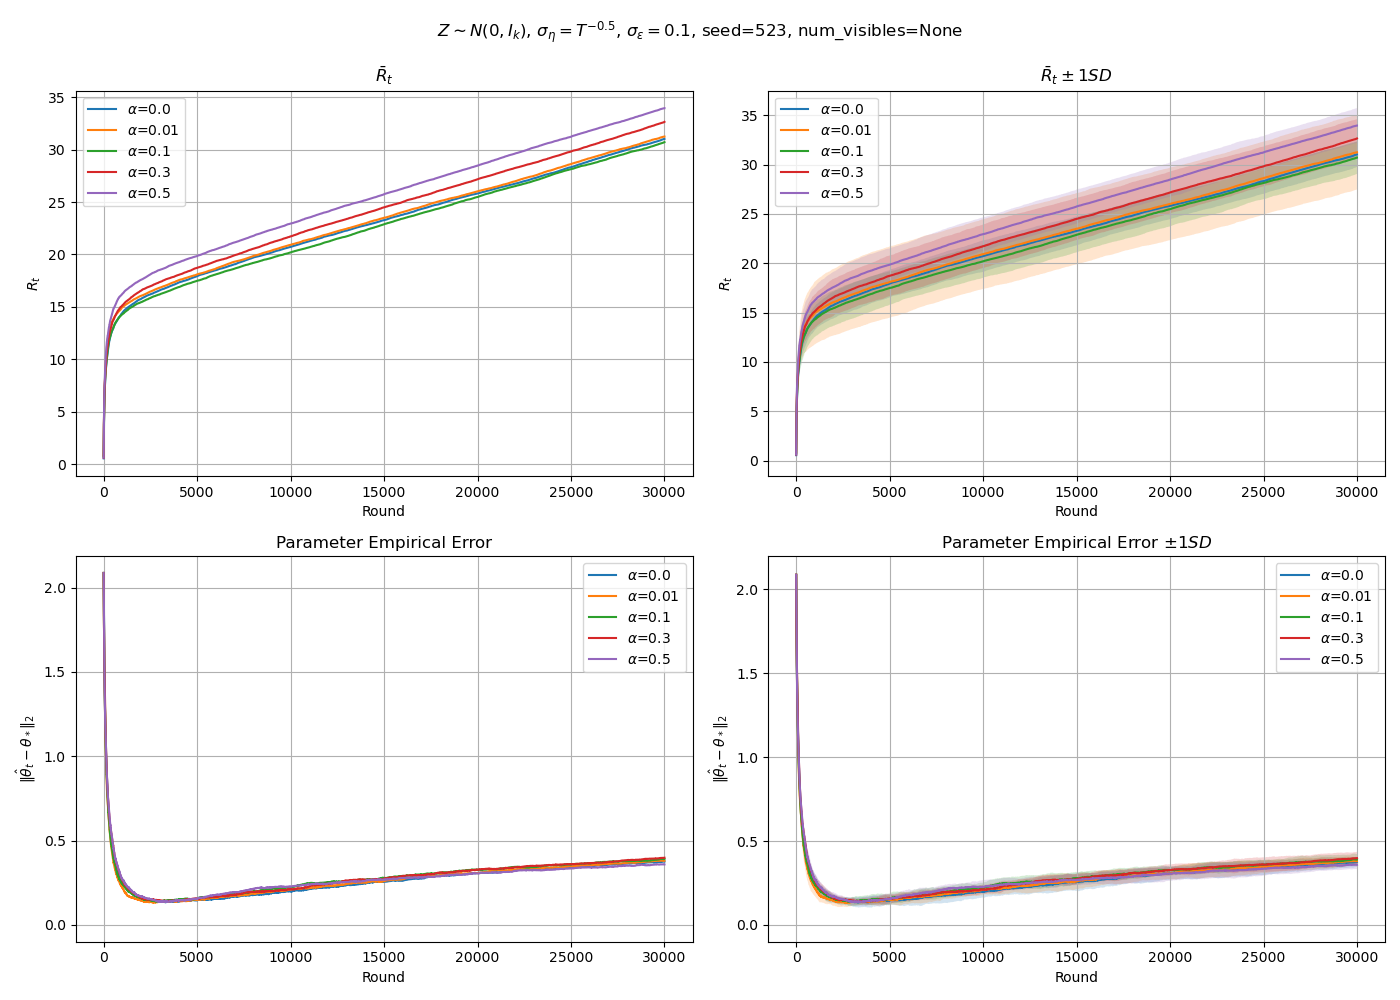 Z ∼ N(0, I_k), σ_η = T^{−0.5}, σ_ε = 0.1, seed=523, num_visibles=None
R̄_t
R_t
35
30
25
20
15
10
5
0
α=0.0
α=0.01
α=0.1
α=0.3
α=0.5
0 5000 10000 15000 20000 25000 30000
Round
R̄_t ± 1SD
R_t
35
30
25
20
15
10
5
0
α=0.0
α=0.01
α=0.1
α=0.3
α=0.5
0 5000 10000 15000 20000 25000 30000
Round
Parameter Empirical Error
‖θ̂_t − θ_*‖_2
2.0
1.5
1.0
0.5
0.0
α=0.0
α=0.01
α=0.1
α=0.3
α=0.5
0 5000 10000 15000 20000 25000 30000
Round
Parameter Empirical Error ±1SD
‖θ̂_t − θ_*‖_2
2.0
1.5
1.0
0.5
0.0
α=0.0
α=0.01
α=0.1
α=0.3
α=0.5
0 5000 10000 15000 20000 25000 30000
Round